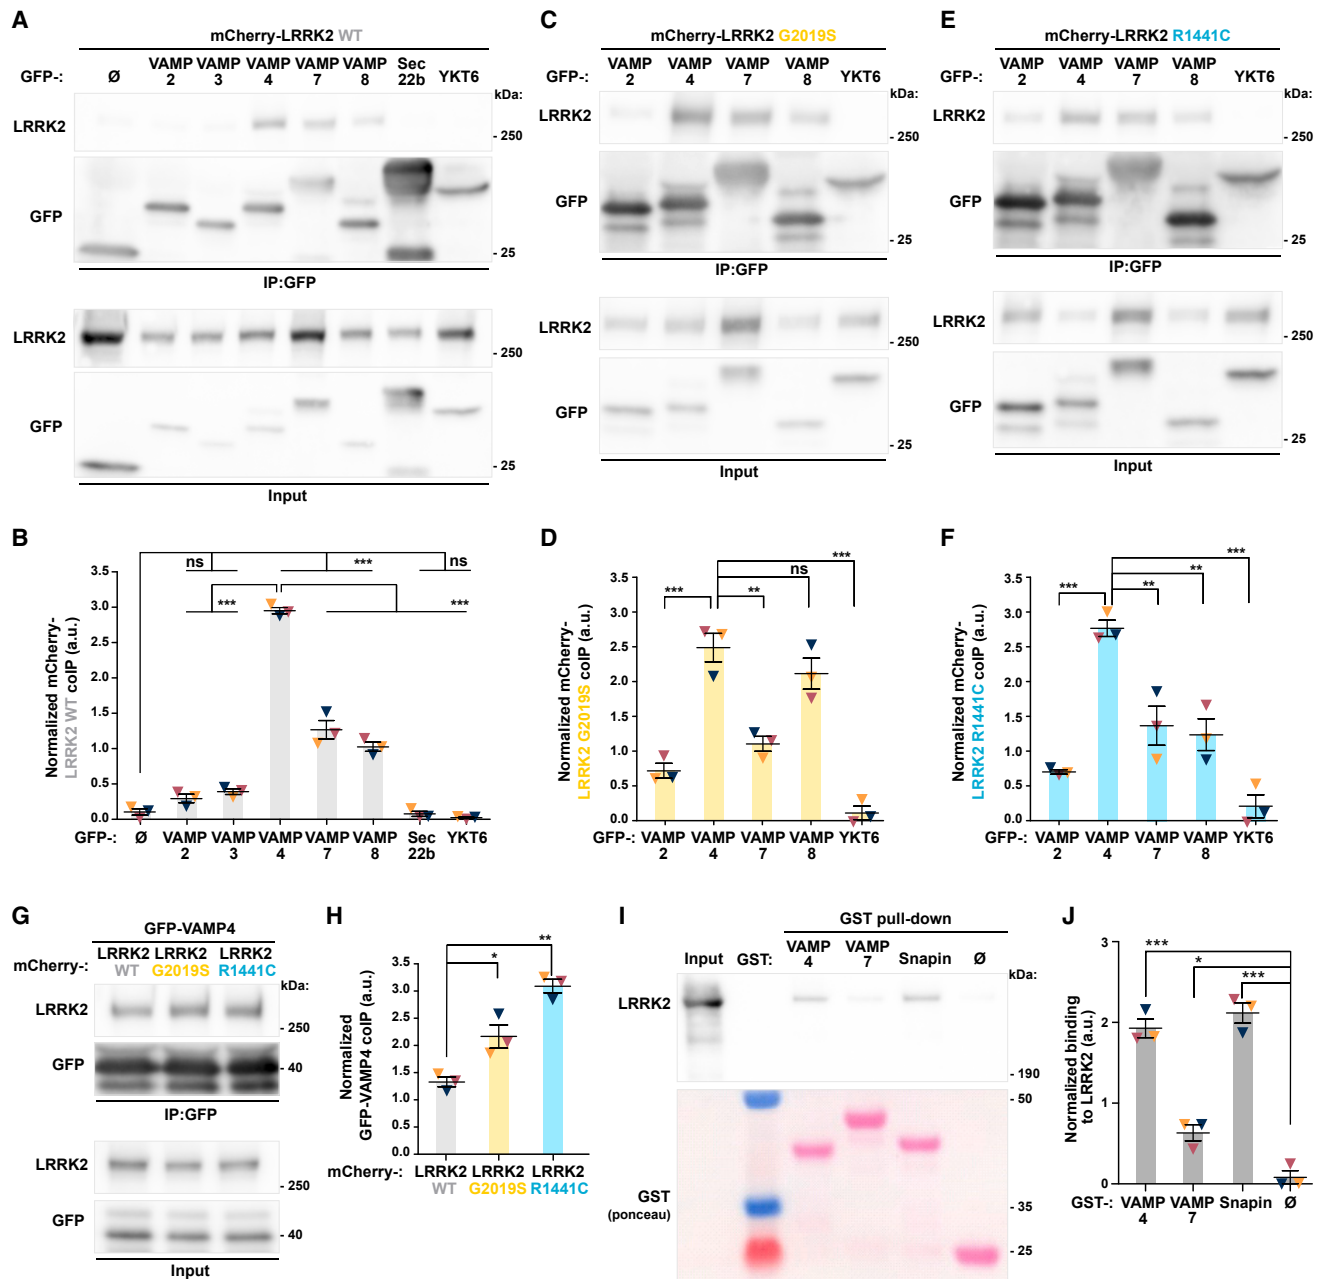 A
mCherry-LRRK2 WT
GFP-: Ø VAMP 2 VAMP 3 VAMP 4 VAMP 7 VAMP 8 Sec 22b YKT6
kDa:
LRRK2
- 250
GFP
- 25
IP:GFP
LRRK2
- 250
GFP
- 25
Input
C
mCherry-LRRK2 G2019S
GFP-: VAMP 2 VAMP 4 VAMP 7 VAMP 8 YKT6
kDa:
LRRK2
- 250
GFP
- 25
IP:GFP
LRRK2
- 250
GFP
- 25
Input
E
mCherry-LRRK2 R1441C
GFP-: VAMP 2 VAMP 4 VAMP 7 VAMP 8 YKT6
kDa:
LRRK2
- 250
GFP
- 25
IP:GFP
LRRK2
- 250
GFP
- 25
Input
B
Normalized mCherry-
LRRK2 WT coIP (a.u.)
ns *** ns
*** ***
3.5
3.0
2.5
2.0
1.5
1.0
0.5
0.0
GFP-: Ø VAMP 2 VAMP 3 VAMP 4 VAMP 7 VAMP 8 Sec 22b YKT6
D
Normalized mCherry-
LRRK2 G2019S coIP (a.u.)
***
ns
*** **
3.5
3.0
2.5
2.0
1.5
1.0
0.5
0.0
GFP-: VAMP 2 VAMP 4 VAMP 7 VAMP 8 YKT6
F
Normalized mCherry-
LRRK2 R1441C coIP (a.u.)
***
**
*** **
3.5
3.0
2.5
2.0
1.5
1.0
0.5
0.0
GFP-: VAMP 2 VAMP 4 VAMP 7 VAMP 8 YKT6
G
GFP-VAMP4
mCherry-: LRRK2 WT LRRK2 G2019S LRRK2 R1441C
kDa:
LRRK2
- 250
GFP
- 40
IP:GFP
LRRK2
- 250
GFP
- 40
Input
H
Normalized
GFP-VAMP4 coIP (a.u.)
**
*
3.5
3.0
2.5
2.0
1.5
1.0
0.5
0.0
mCherry-: LRRK2 WT LRRK2 G2019S LRRK2 R1441C
I
GST pull-down
Input GST: VAMP 4 VAMP 7 Snapin Ø
kDa:
LRRK2
- 190
- 50
GST
(ponceau)
- 35
- 25
J
Normalized binding
to LRRK2 (a.u.)
***
*
***
3
2
1
0
GST-: VAMP 4 VAMP 7 Snapin Ø